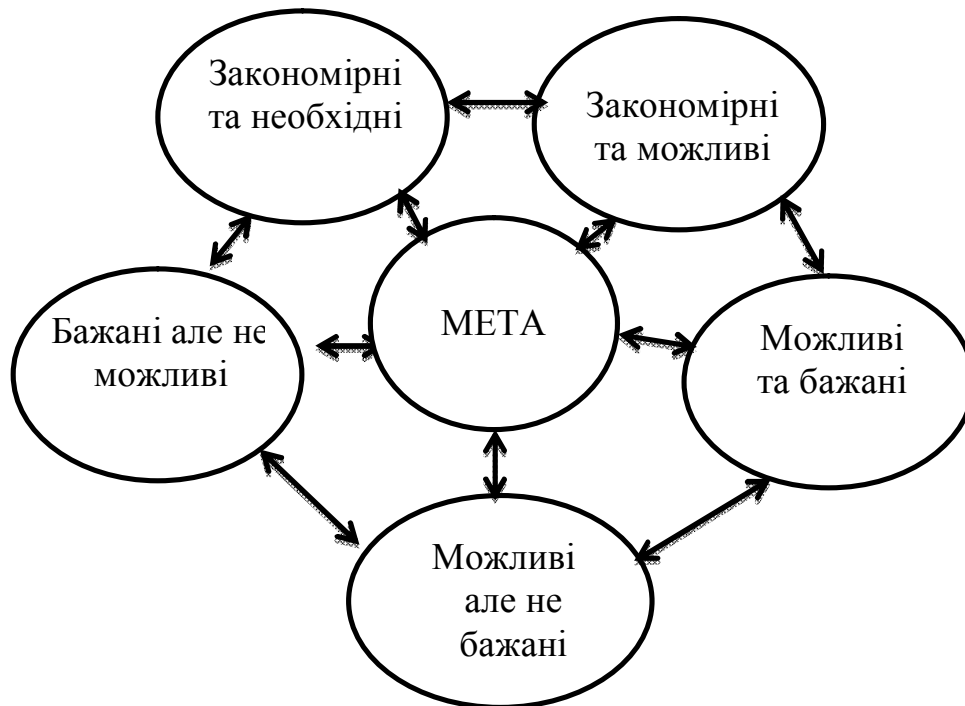 Закономірні
та необхідні
Закономірні
та можливі
МЕТА
Бажані але не
можливі
Можливі
та бажані
Можливі
але не
бажані